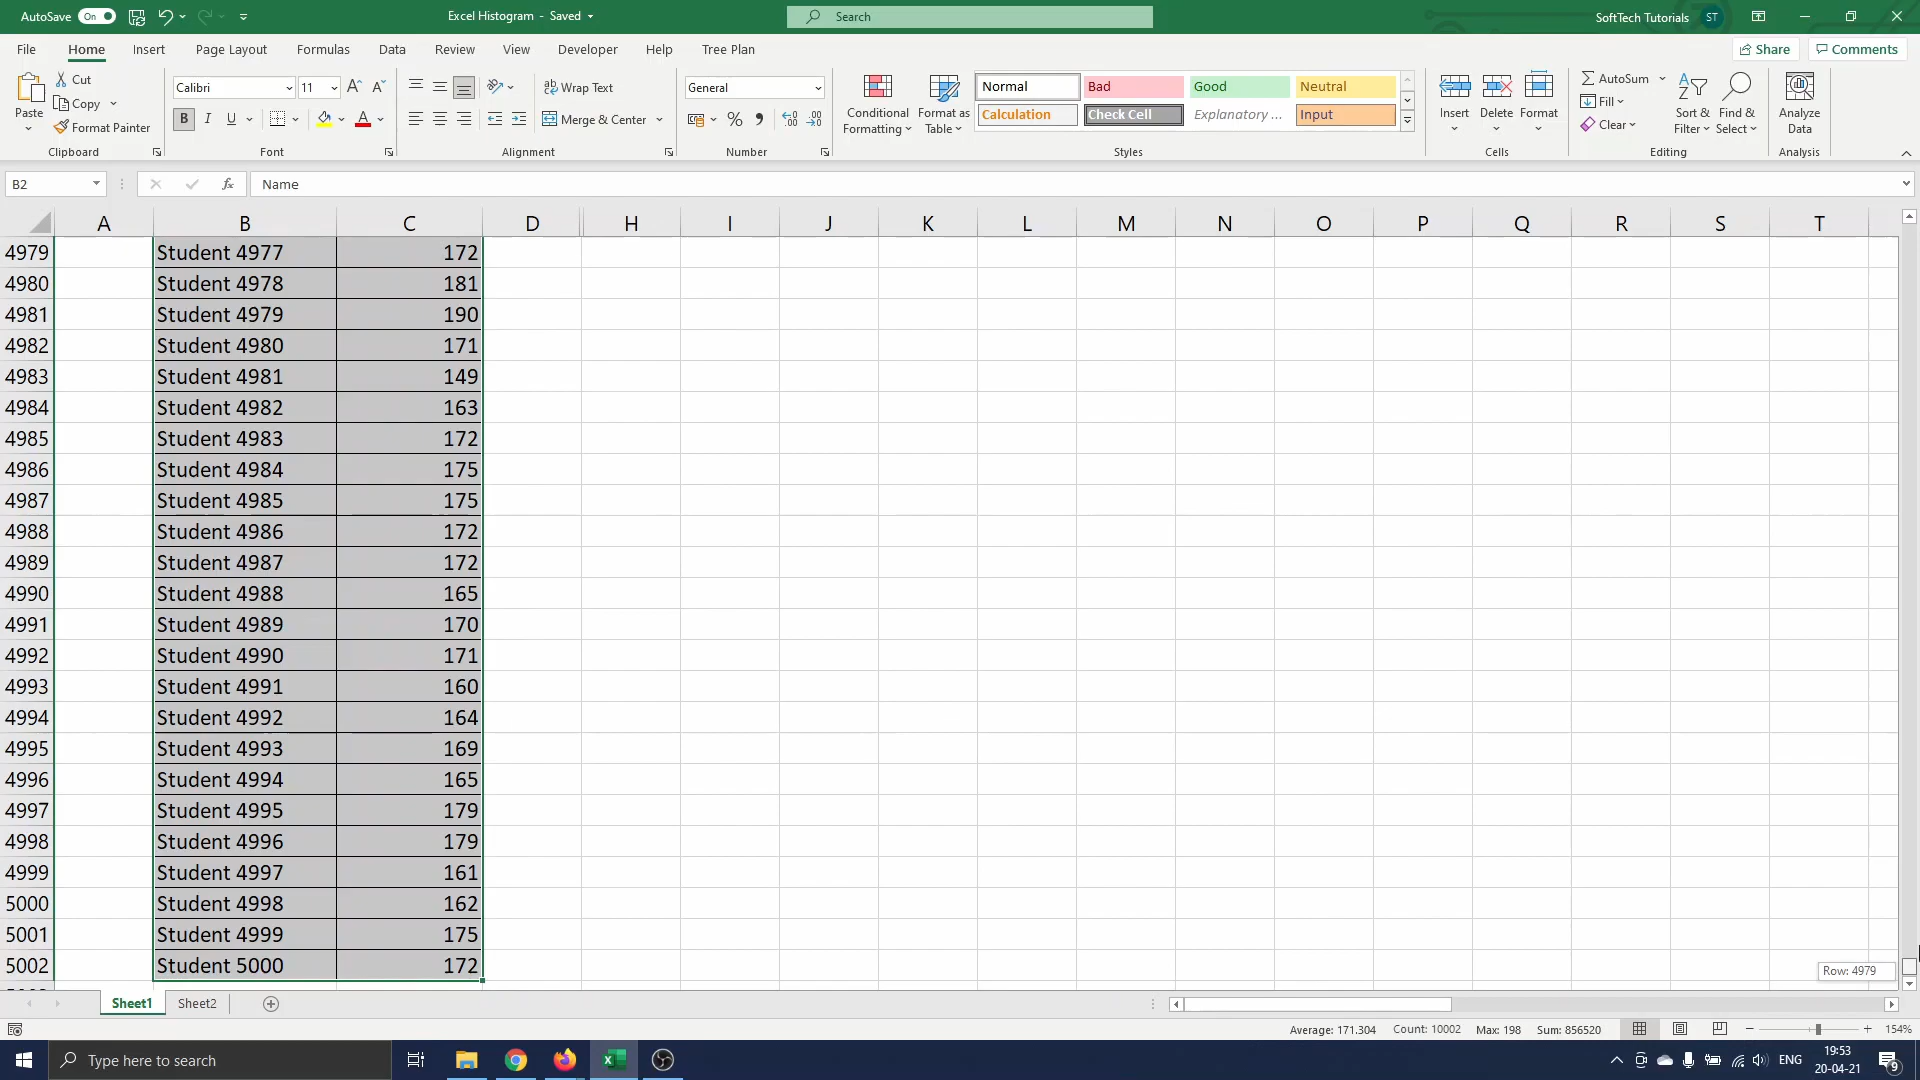 AutoSave On Excel Histogram - Saved Search SoftTech Tutorials ST
File Home Insert Page Layout Formulas Data Review View Developer Help Tree Plan Share Comments
Paste Cut Copy Format Painter Clipboard
Calibri 11 B I U Font
Wrap Text Merge & Center Alignment
General % Number
Conditional Formatting Format as Table
Normal Bad Good Neutral
Calculation Check Cell Explanatory ... Input
Styles
Insert Delete Format Cells
AutoSum Fill Clear Sort & Filter Find & Select Editing
Analyze Data Analysis
B2 fx Name
A B C D H I J K L M N O P Q R S T
4979 Student 4977 172
4980 Student 4978 181
4981 Student 4979 190
4982 Student 4980 171
4983 Student 4981 149
4984 Student 4982 163
4985 Student 4983 172
4986 Student 4984 175
4987 Student 4985 175
4988 Student 4986 172
4989 Student 4987 172
4990 Student 4988 165
4991 Student 4989 170
4992 Student 4990 171
4993 Student 4991 160
4994 Student 4992 164
4995 Student 4993 169
4996 Student 4994 165
4997 Student 4995 179
4998 Student 4996 179
4999 Student 4997 161
5000 Student 4998 162
5001 Student 4999 175
5002 Student 5000 172
Row: 4979
Sheet1 Sheet2
Average: 171.304 Count: 10002 Max: 198 Sum: 856520 154%
Type here to search ENG 19:53
20-04-21 9